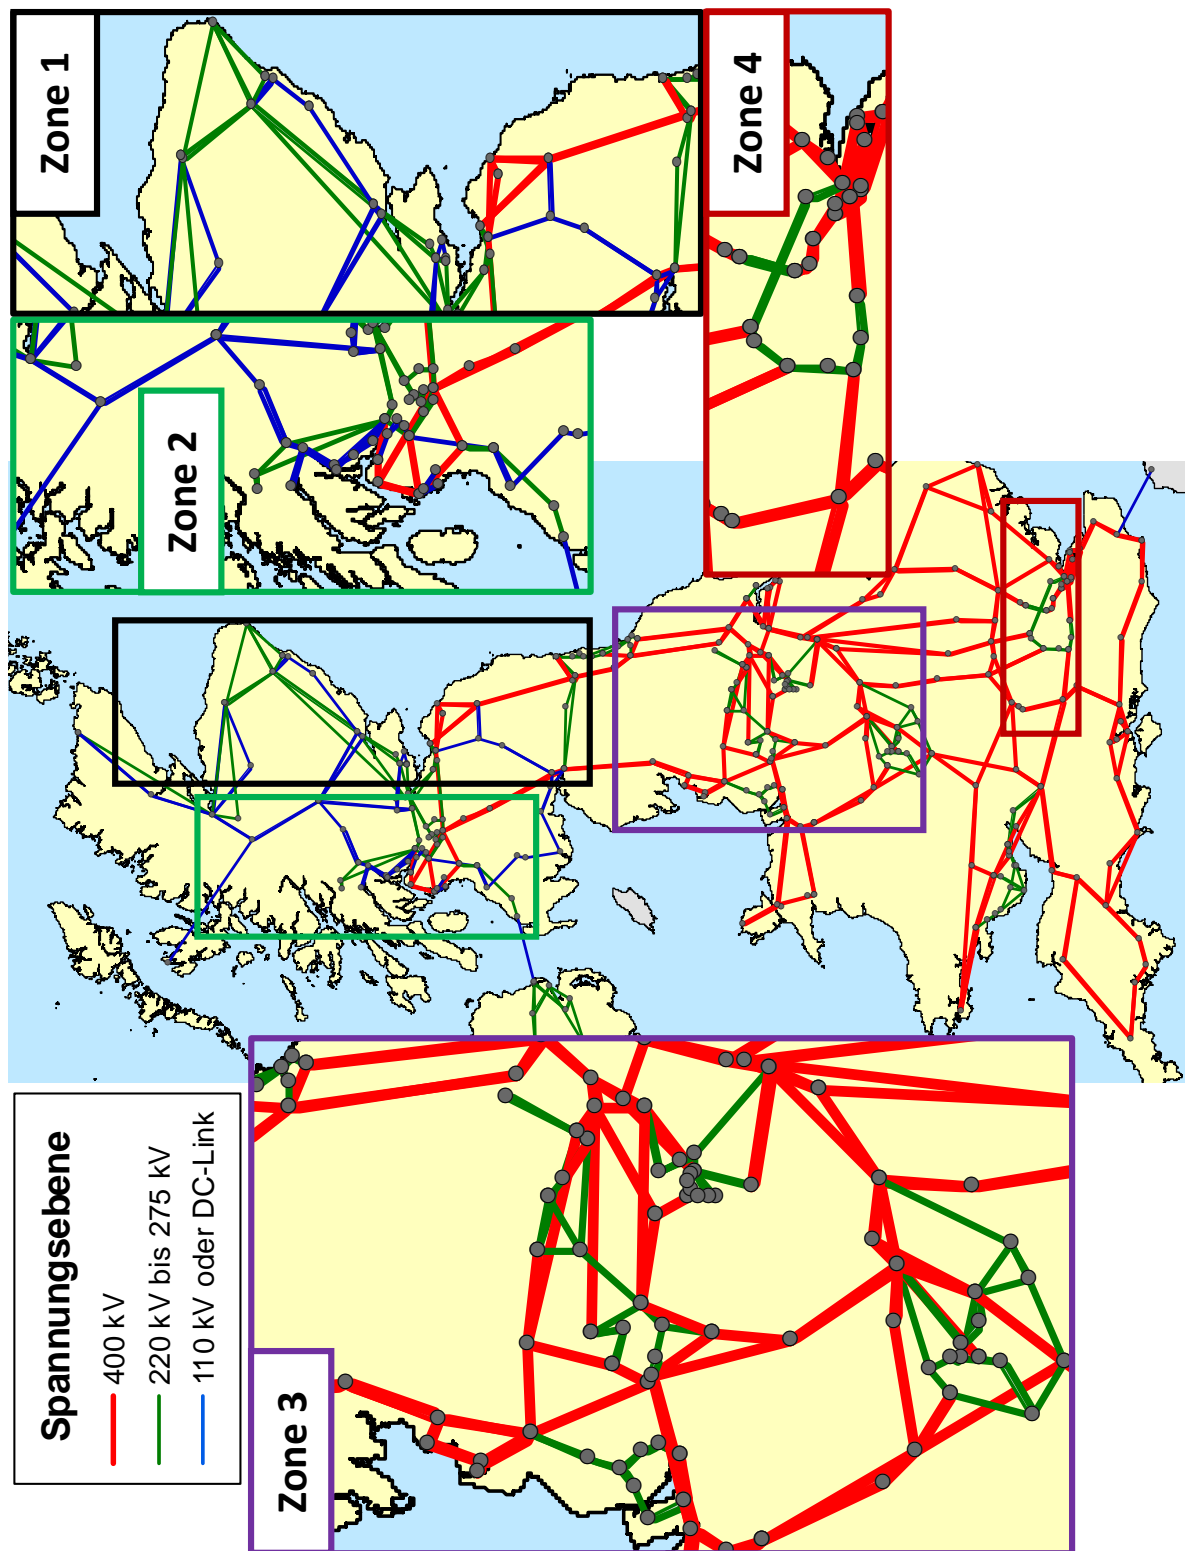 Zone 1
Zone 4
Zone 2
Spannungsebene
400 kV
220 kV bis 275 kV
110 kV oder DC-Link
Zone 3